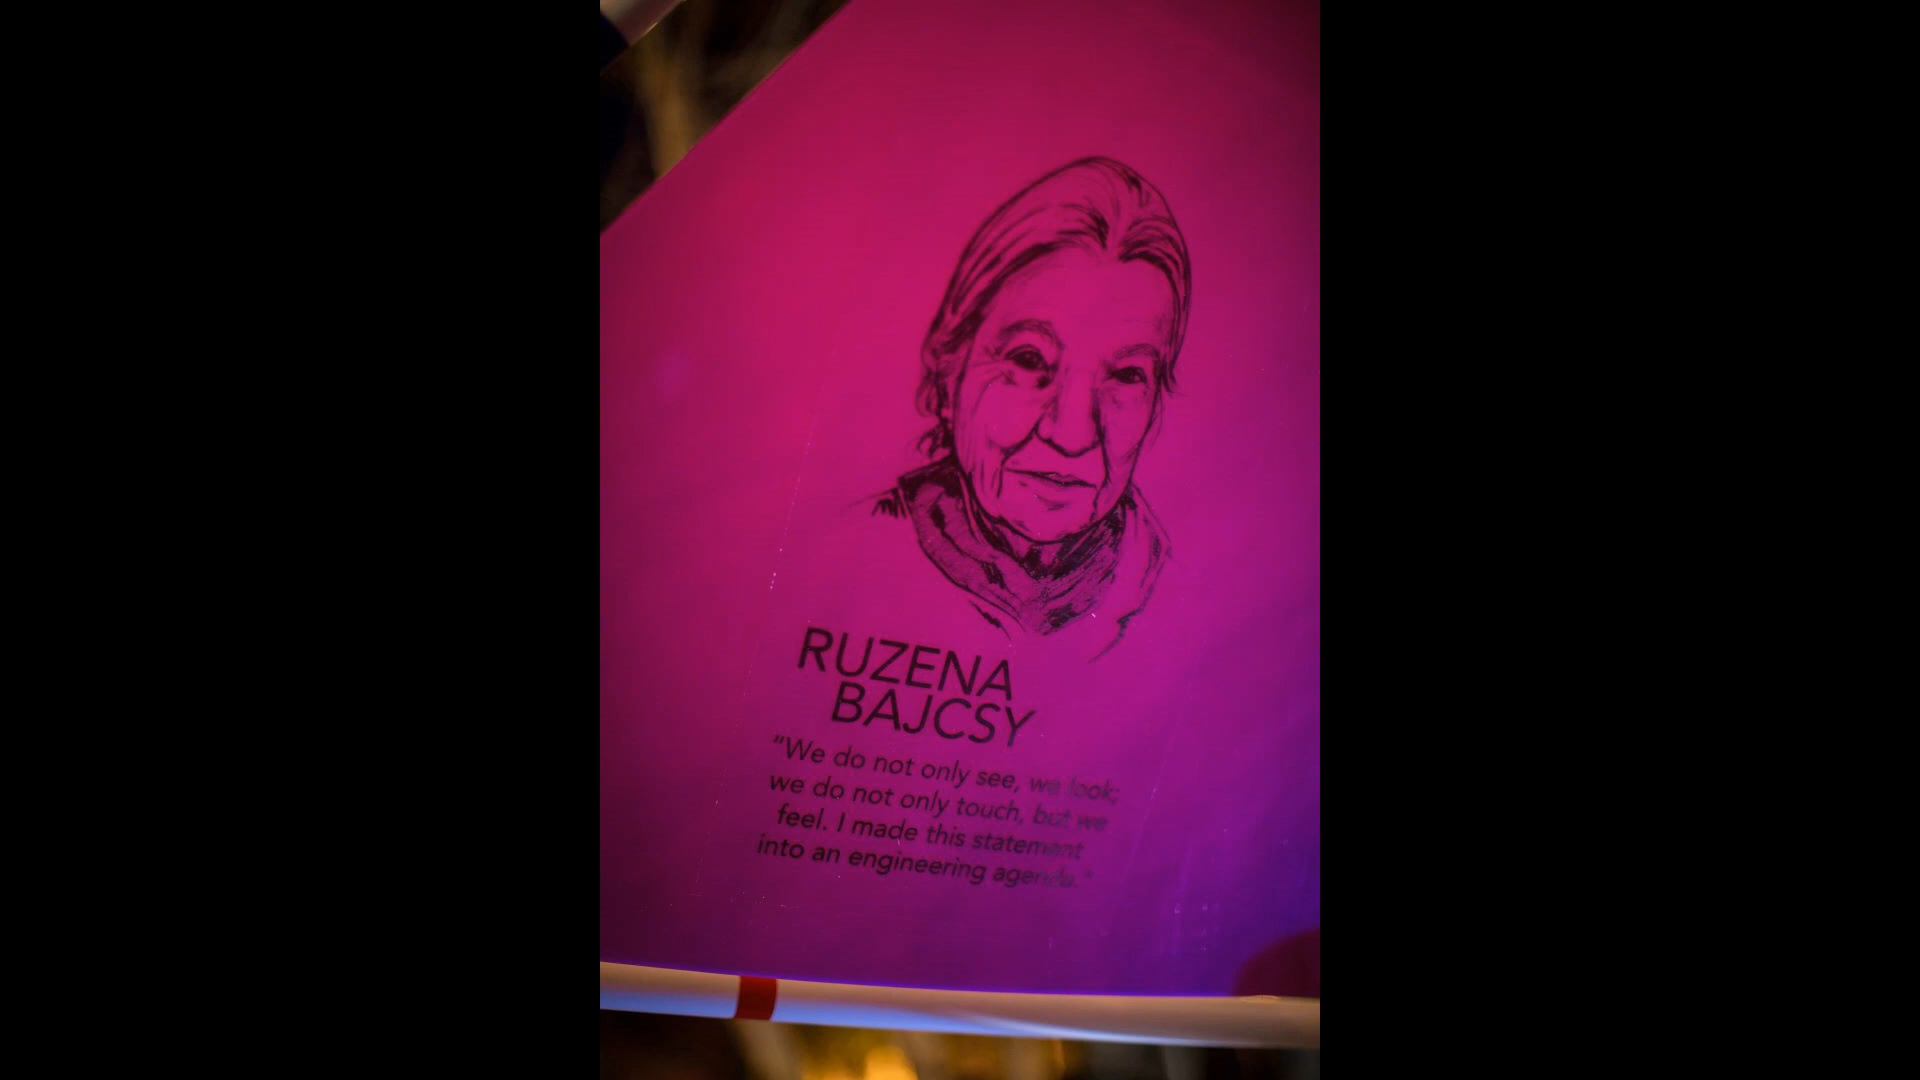 RUZENA
BAJCSY
"We do not only see, we look;
we do not only touch, but we
feel. I made this statement
into an engineering agenda."